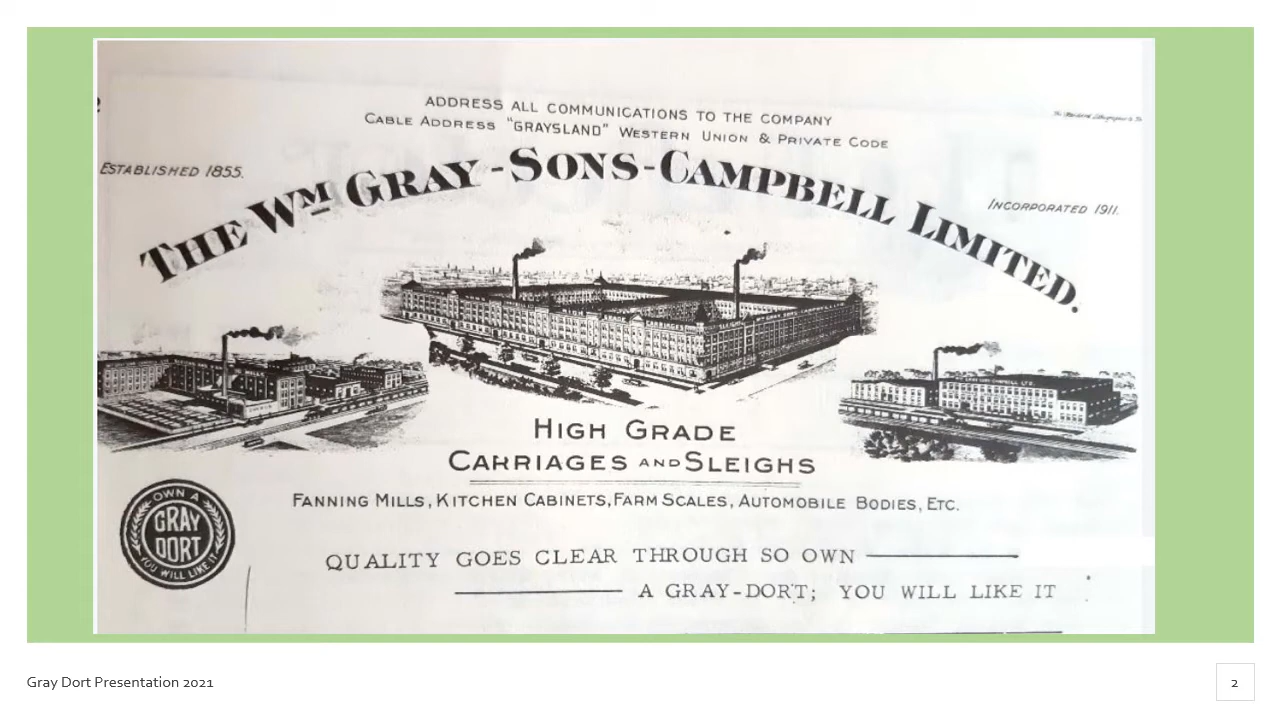 ADDRESS ALL COMMUNICATIONS TO THE COMPANY
CABLE ADDRESS "GRAYSLAND" WESTERN UNION & PRIVATE CODE
ESTABLISHED 1855.
THE WM GRAY-SONS-CAMPBELL LIMITED.
INCORPORATED 1911.
HIGH GRADE
CARRIAGES AND SLEIGHS
FANNING MILLS, KITCHEN CABINETS, FARM SCALES, AUTOMOBILE BODIES, ETC.
OWN A
GRAY
DORT
YOU WILL LIKE IT
QUALITY GOES CLEAR THROUGH SO OWN
A GRAY-DORT; YOU WILL LIKE IT
Gray Dort Presentation 2021
2